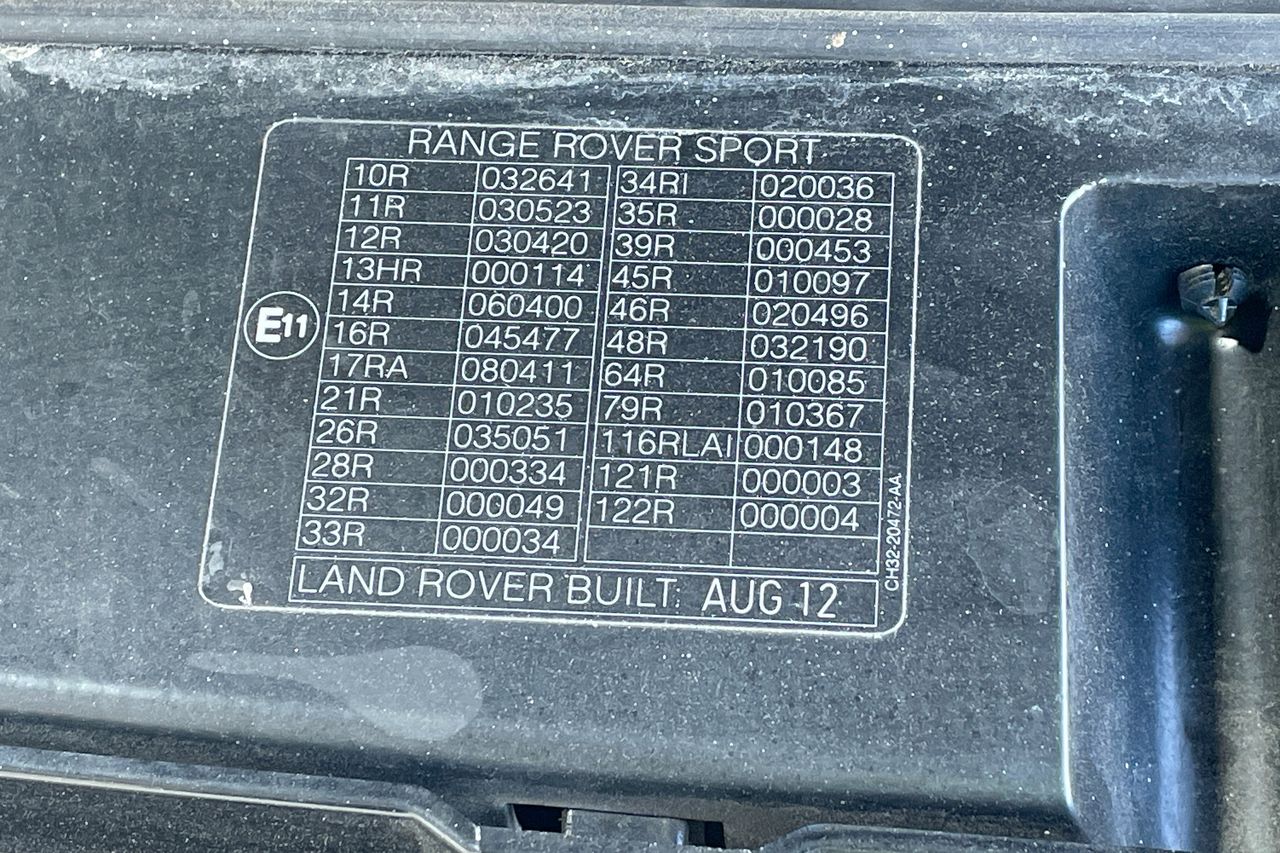 RANGE ROVER SPORT
10R 032641 34RI 020036
11R 030523 35R 000028
12R 030420 39R 000453
13HR 000114 45R 010097
14R 060400 46R 020496
16R 045477 48R 032190
17RA 080411 64R 010085
21R 010235 79R 010367
26R 035051 116RLAI 000148
28R 000334 121R 000003
32R 000049 122R 000004
33R 000034
E11
LAND ROVER BUILT: AUG 12
CH32-20472-AA